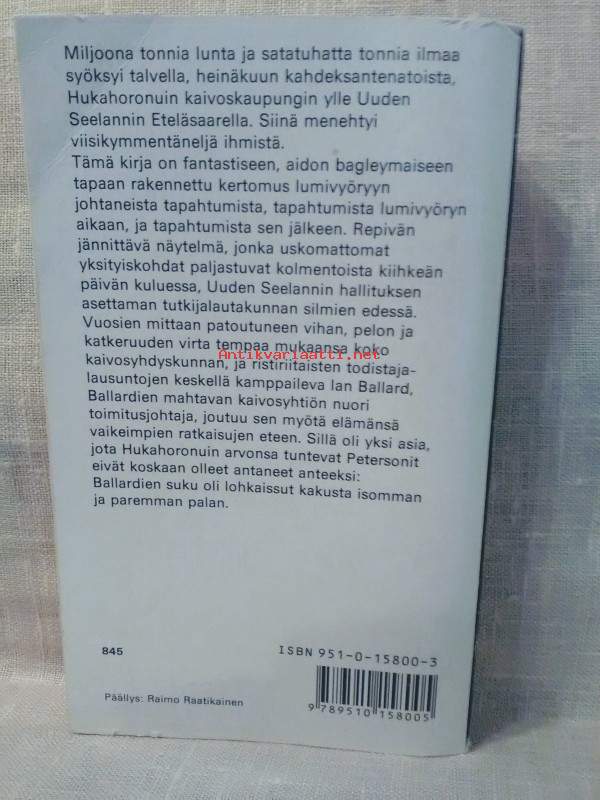 Miljoona tonnia lunta ja satatuhatta tonnia ilmaa
syöksyi talvella, heinäkuun kahdeksantenatoista,
Hukahoronuin kaivoskaupungin ylle Uuden
Seelannin Eteläsaarella. Siinä menehtyi
viisikymmentäneljä ihmistä.
Tämä kirja on fantastiseen, aidon bagleymaiseen
tapaan rakennettu kertomus lumivyöryyn
johtaneista tapahtumista, tapahtumista lumivyöryn
aikaan, ja tapahtumista sen jälkeen. Repivän
jännittävä näytelmä, jonka uskomattomat
yksityiskohdat paljastuvat kolmentoista kiihkeän
päivän kuluessa, Uuden Seelannin hallituksen
asettaman tutkijalautakunnan silmien edessä.
Vuosien mittaan patoutuneen vihan, pelon ja
katkeruuden virta tempaa mukaansa koko
Antikvariaatti.net
kaivosyhdyskunnan, ja ristiriitaisten todistaja-
lausuntojen keskellä kamppaileva Ian Ballard,
Ballardien mahtavan kaivosyhtiön nuori
toimitusjohtaja, joutuu sen myötä elämänsä
vaikeimpien ratkaisujen eteen. Sillä oli yksi asia,
jota Hukahoronuin arvonsa tuntevat Petersonit
eivät koskaan olleet antaneet anteeksi:
Ballardien suku oli lohkaissut kakusta isomman
ja paremman palan.
845
ISBN 951-0-15800-3
Päällys: Raimo Raatikainen
9 789510 158005